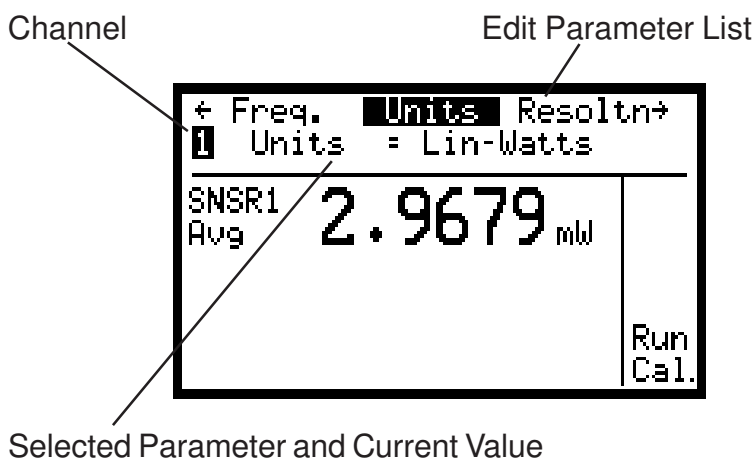 Channel
Edit Parameter List
← Freq. Units Resoltn→
1 Units = Lin-Watts
SNSR1
Avg
2.9679 mW
Run
Cal.
Selected Parameter and Current Value